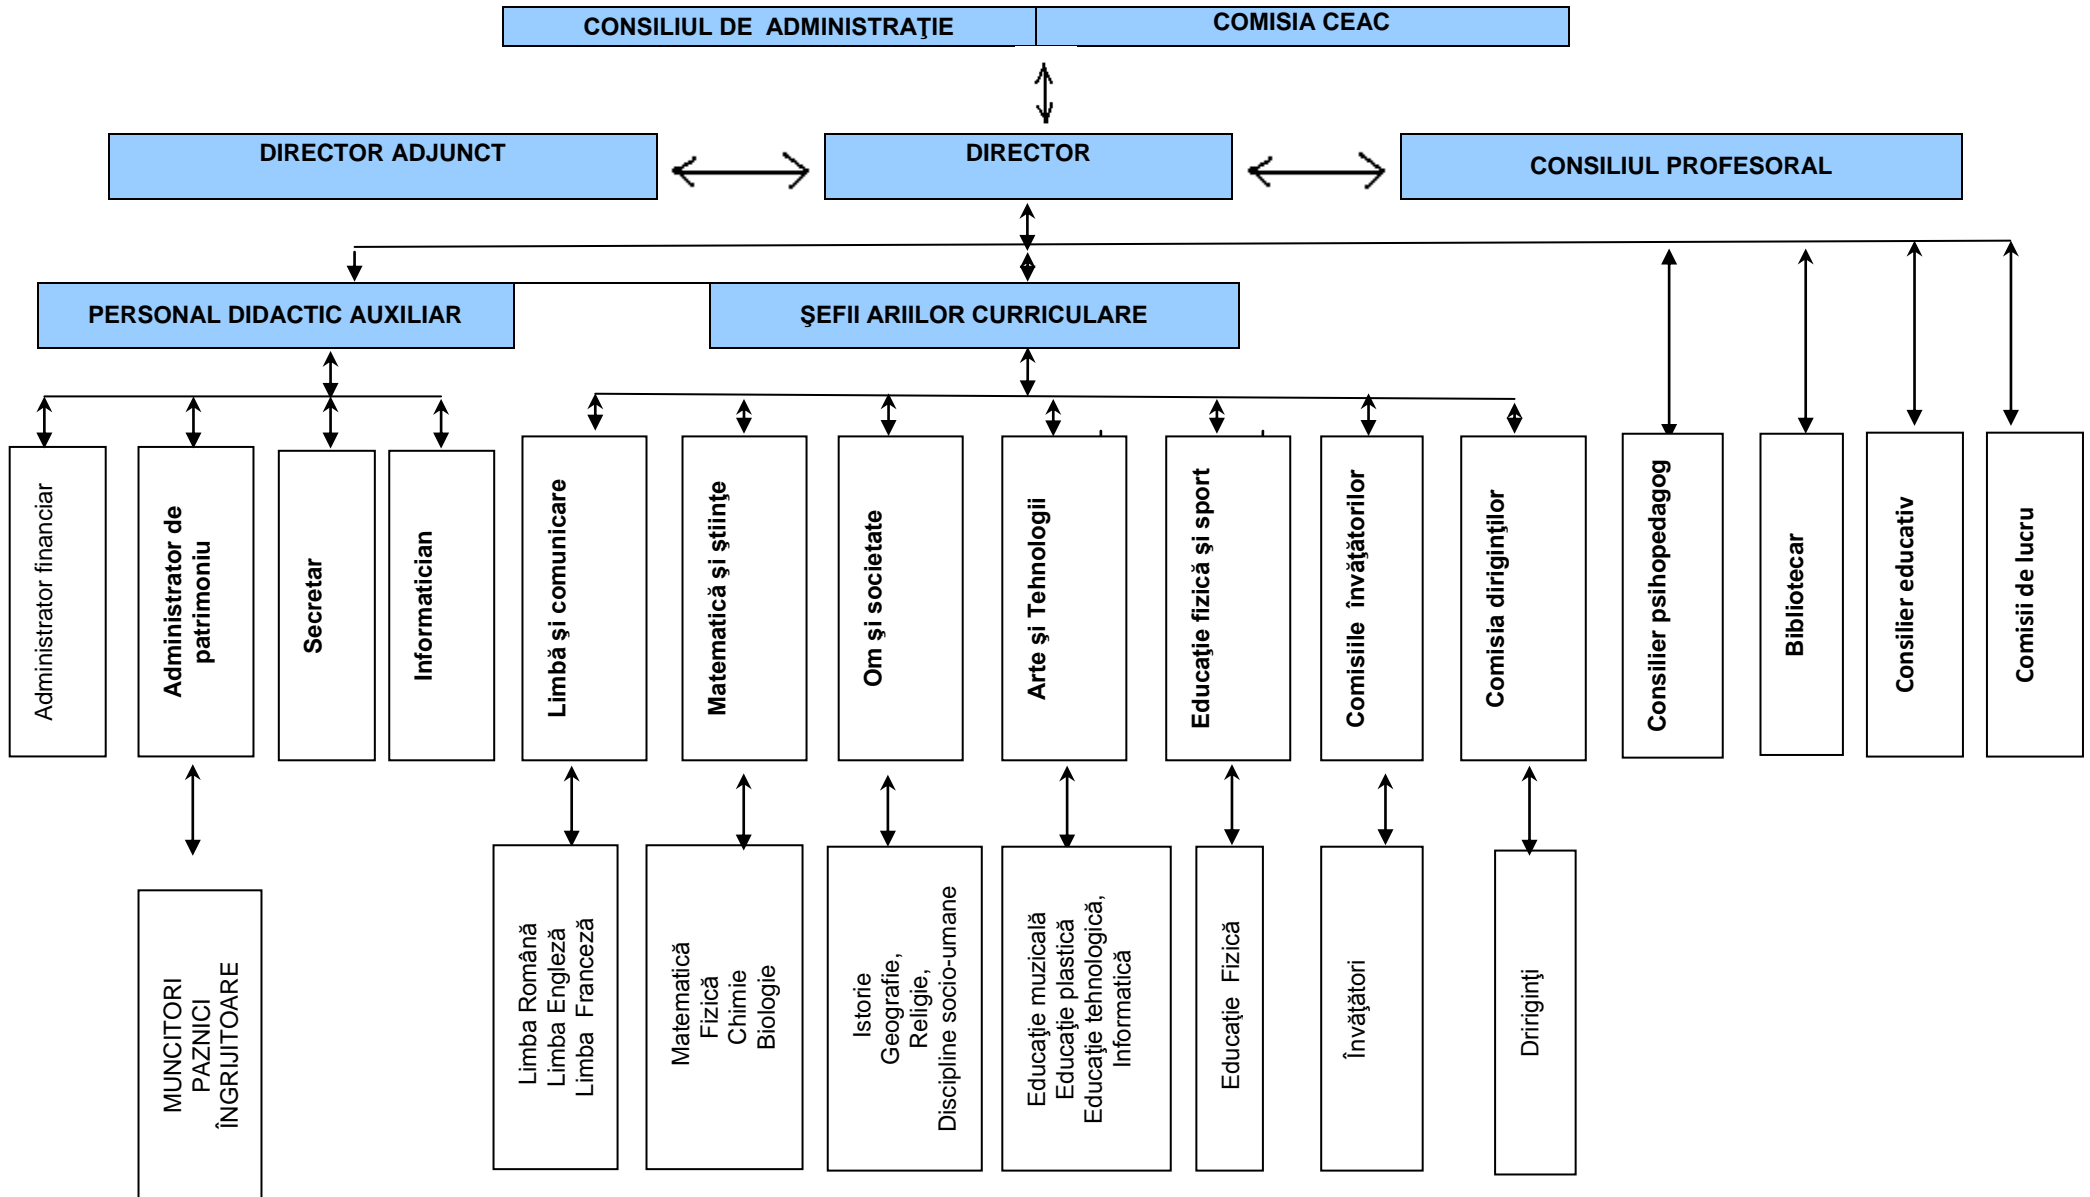 CONSILIUL DE  ADMINISTRAŢIE
COMISIA CEAC
DIRECTOR ADJUNCT
DIRECTOR
CONSILIUL PROFESORAL
PERSONAL DIDACTIC AUXILIAR
ŞEFII ARIILOR CURRICULARE
Administrator financiar
Administrator de
patrimoniu
Secretar
Informatician
Limbă şi comunicare
Matematică şi ştiinţe
Om şi societate
Arte şi Tehnologii
Educaţie fizică şi sport
Comisiile  învăţătorilor
Comisia diriginţilor
Consilier psihopedagog
Bibliotecar
Consilier educativ
Comisii de lucru
MUNCITORI
PAZNICI
ÎNGRIJITOARE
Limba Română
Limba Engleză
Limba  Franceză
Matematică
Fizică
Chimie
Biologie
Istorie
Geografie,
Religie,
Discipline socio-umane
Educaţie muzicală
Educaţie plastică
Educaţie tehnologică,
Informatică
Educaţie  Fizică
Învăţători
Dririginţi